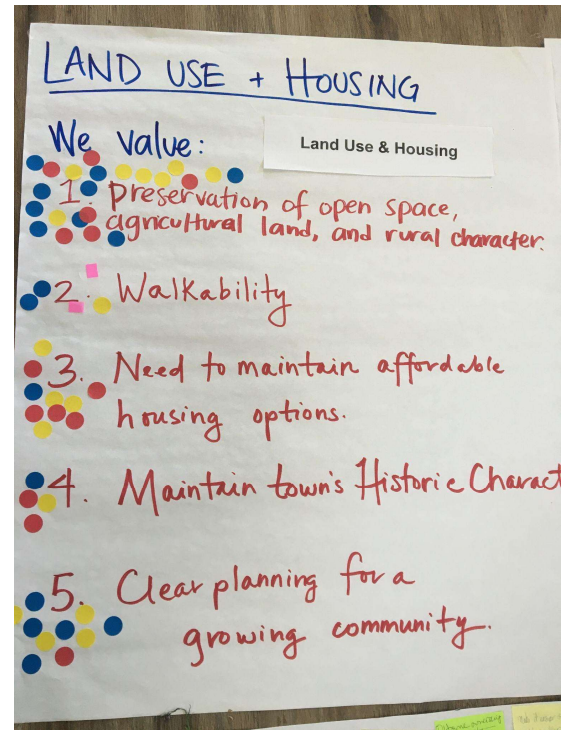 LAND USE + HOUSING
We value:
Land Use & Housing
1. Preservation of open space,
agricultural land, and rural character.
2. Walkability
3. Need to maintain affordable
housing options.
4. Maintain town's Historic Charact
5. Clear planning for a
growing community.